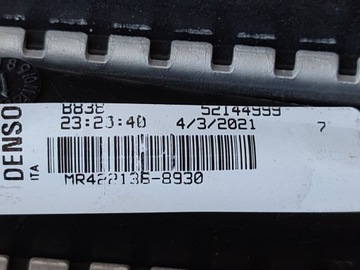 B838 52144999
23:23:40 4/3/2021 7
DENSO
ITA
MR422136-8930